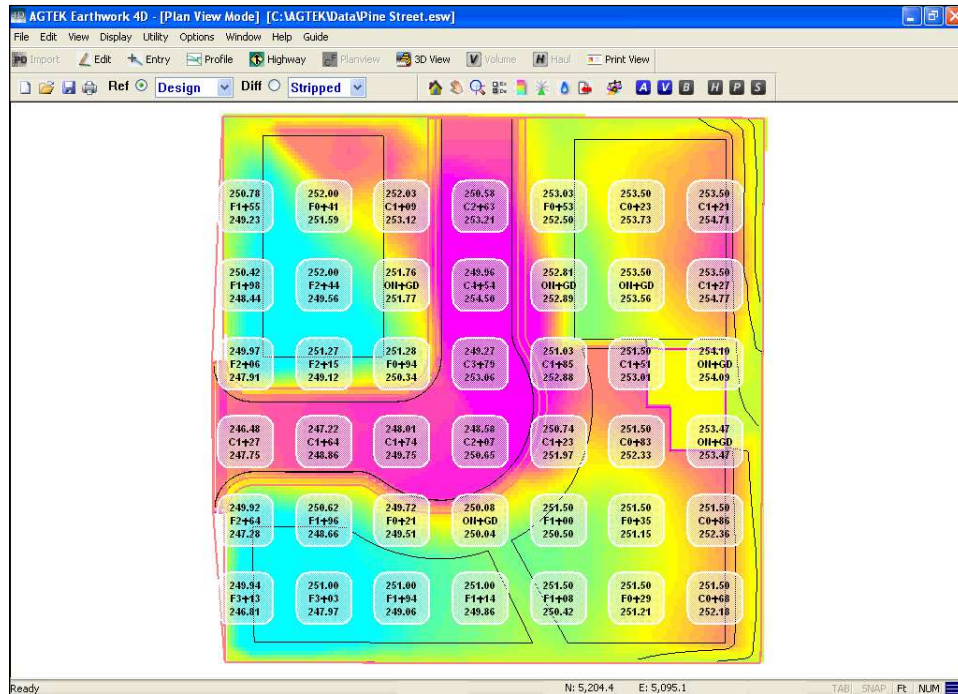 AGTEK Earthwork 4D - [Plan View Mode]  [C:\AGTEK\Data\Pine Street.esw]
File Edit View Display Utility Options Window Help Guide
Import Edit Entry Profile Highway Planview 3D View V Volume H Haul Print View
Ref Design Diff Stripped A V B H P S
250.78 252.00 252.03 250.58 253.03 253.50 253.50
F1+55 F0+41 C1+09 C2+63 F0+53 C0+23 C1+21
249.23 251.59 253.12 253.21 252.50 253.73 254.71
250.42 252.00 251.76 249.96 252.81 253.50 253.50
F1+98 F2+44 ON+GD C4+54 ON+GD ON+GD C1+27
248.44 249.56 251.77 254.50 252.89 253.56 254.77
249.97 251.27 251.28 249.27 251.03 251.50 254.10
F2+06 F2+15 F0+94 C3+79 C1+85 C1+51 ON+GD
247.91 249.12 250.34 253.06 252.88 253.01 254.09
246.48 247.22 248.01 248.58 250.74 251.50 253.47
C1+27 C1+64 C1+74 C2+07 C1+23 C0+83 ON+GD
247.75 248.86 249.75 250.65 251.97 252.33 253.47
249.92 250.62 249.72 250.08 251.50 251.50 251.50
F2+64 F1+96 F0+21 ON+GD F1+00 F0+35 C0+86
247.28 248.66 249.51 250.04 250.50 251.15 252.36
249.94 251.00 251.00 251.00 251.50 251.50 251.50
F3+13 F3+03 F1+94 F1+14 F1+08 F0+29 C0+68
246.81 247.97 249.06 249.86 250.42 251.21 252.18
Ready N: 5,204.4 E: 5,095.1 TAB SNAP Ft NUM